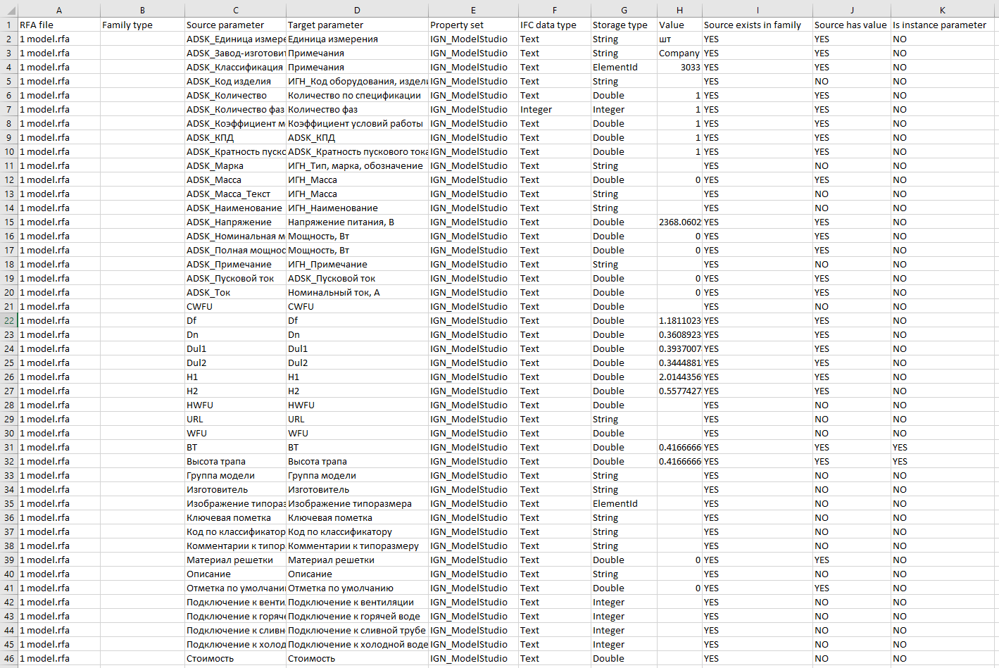 A B C D E F G H I J K
1 RFA file Family type Source parameter Target parameter Property set IFC data type Storage type Value Source exists in family Source has value Is instance parameter
2 1 model.rfa ADSK_Единица измере Единица измерения IGN_ModelStudio Text String шт YES YES NO
3 1 model.rfa ADSK_Завод-изготовит Примечания IGN_ModelStudio Text String Company YES YES NO
4 1 model.rfa ADSK_Классификация Примечания IGN_ModelStudio Text ElementId 3033 YES YES NO
5 1 model.rfa ADSK_Код изделия ИГН_Код оборудования, издели IGN_ModelStudio Text String YES NO NO
6 1 model.rfa ADSK_Количество Количество по спецификации IGN_ModelStudio Text Double 1 YES YES NO
7 1 model.rfa ADSK_Количество фаз Количество фаз IGN_ModelStudio Integer Integer 1 YES YES NO
8 1 model.rfa ADSK_Коэффициент м Коэффициент условий работы IGN_ModelStudio Text Double 1 YES YES NO
9 1 model.rfa ADSK_КПД ADSK_КПД IGN_ModelStudio Text Double 1 YES YES NO
10 1 model.rfa ADSK_Кратность пуско ADSK_Кратность пускового тока IGN_ModelStudio Text Double 1 YES YES NO
11 1 model.rfa ADSK_Марка ИГН_Тип, марка, обозначение IGN_ModelStudio Text String YES NO NO
12 1 model.rfa ADSK_Масса ИГН_Масса IGN_ModelStudio Text Double 0 YES YES NO
13 1 model.rfa ADSK_Масса_Текст ИГН_Масса IGN_ModelStudio Text String YES NO NO
14 1 model.rfa ADSK_Наименование ИГН_Наименование IGN_ModelStudio Text String YES NO NO
15 1 model.rfa ADSK_Напряжение Напряжение питания, В IGN_ModelStudio Text Double 2368.0602 YES YES NO
16 1 model.rfa ADSK_Номинальная м Мощность, Вт IGN_ModelStudio Text Double 0 YES YES NO
17 1 model.rfa ADSK_Полная мощнос Мощность, Вт IGN_ModelStudio Text Double 0 YES YES NO
18 1 model.rfa ADSK_Примечание ИГН_Примечание IGN_ModelStudio Text String YES NO NO
19 1 model.rfa ADSK_Пусковой ток ADSK_Пусковой ток IGN_ModelStudio Text Double 0 YES YES NO
20 1 model.rfa ADSK_Ток Номинальный ток, А IGN_ModelStudio Text Double 0 YES YES NO
21 1 model.rfa CWFU CWFU IGN_ModelStudio Text Double YES NO NO
22 1 model.rfa Df Df IGN_ModelStudio Text Double 1.1811023 YES YES NO
23 1 model.rfa Dn Dn IGN_ModelStudio Text Double 0.3608923 YES YES NO
24 1 model.rfa Dul1 Dul1 IGN_ModelStudio Text Double 0.3937007 YES YES NO
25 1 model.rfa Dul2 Dul2 IGN_ModelStudio Text Double 0.3444881 YES YES NO
26 1 model.rfa H1 H1 IGN_ModelStudio Text Double 2.0144356 YES YES NO
27 1 model.rfa H2 H2 IGN_ModelStudio Text Double 0.5577427 YES YES NO
28 1 model.rfa HWFU HWFU IGN_ModelStudio Text Double YES NO NO
29 1 model.rfa URL URL IGN_ModelStudio Text String YES NO NO
30 1 model.rfa WFU WFU IGN_ModelStudio Text Double YES NO NO
31 1 model.rfa ВТ ВТ IGN_ModelStudio Text Double 0.4166666 YES YES YES
32 1 model.rfa Высота трапа Высота трапа IGN_ModelStudio Text Double 0.4166666 YES YES YES
33 1 model.rfa Группа модели Группа модели IGN_ModelStudio Text String YES NO NO
34 1 model.rfa Изготовитель Изготовитель IGN_ModelStudio Text String YES NO NO
35 1 model.rfa Изображение типораз Изображение типоразмера IGN_ModelStudio Text ElementId YES NO NO
36 1 model.rfa Ключевая пометка Ключевая пометка IGN_ModelStudio Text String YES NO NO
37 1 model.rfa Код по классификатор Код по классификатору IGN_ModelStudio Text String YES NO NO
38 1 model.rfa Комментарии к типор Комментарии к типоразмеру IGN_ModelStudio Text String YES NO NO
39 1 model.rfa Материал решетки Материал решетки IGN_ModelStudio Text Double 0 YES YES NO
40 1 model.rfa Описание Описание IGN_ModelStudio Text String YES NO NO
41 1 model.rfa Отметка по умолчани Отметка по умолчанию IGN_ModelStudio Text Double 0 YES YES NO
42 1 model.rfa Подключение к венти Подключение к вентиляции IGN_ModelStudio Text Integer YES NO NO
43 1 model.rfa Подключение к горяче Подключение к горячей воде IGN_ModelStudio Text Integer YES NO NO
44 1 model.rfa Подключение к сливн Подключение к сливной трубе IGN_ModelStudio Text Integer YES NO NO
45 1 model.rfa Подключение к холод Подключение к холодной воде IGN_ModelStudio Text Integer YES NO NO
46 1 model.rfa Стоимость Стоимость IGN_ModelStudio Text Double YES NO NO